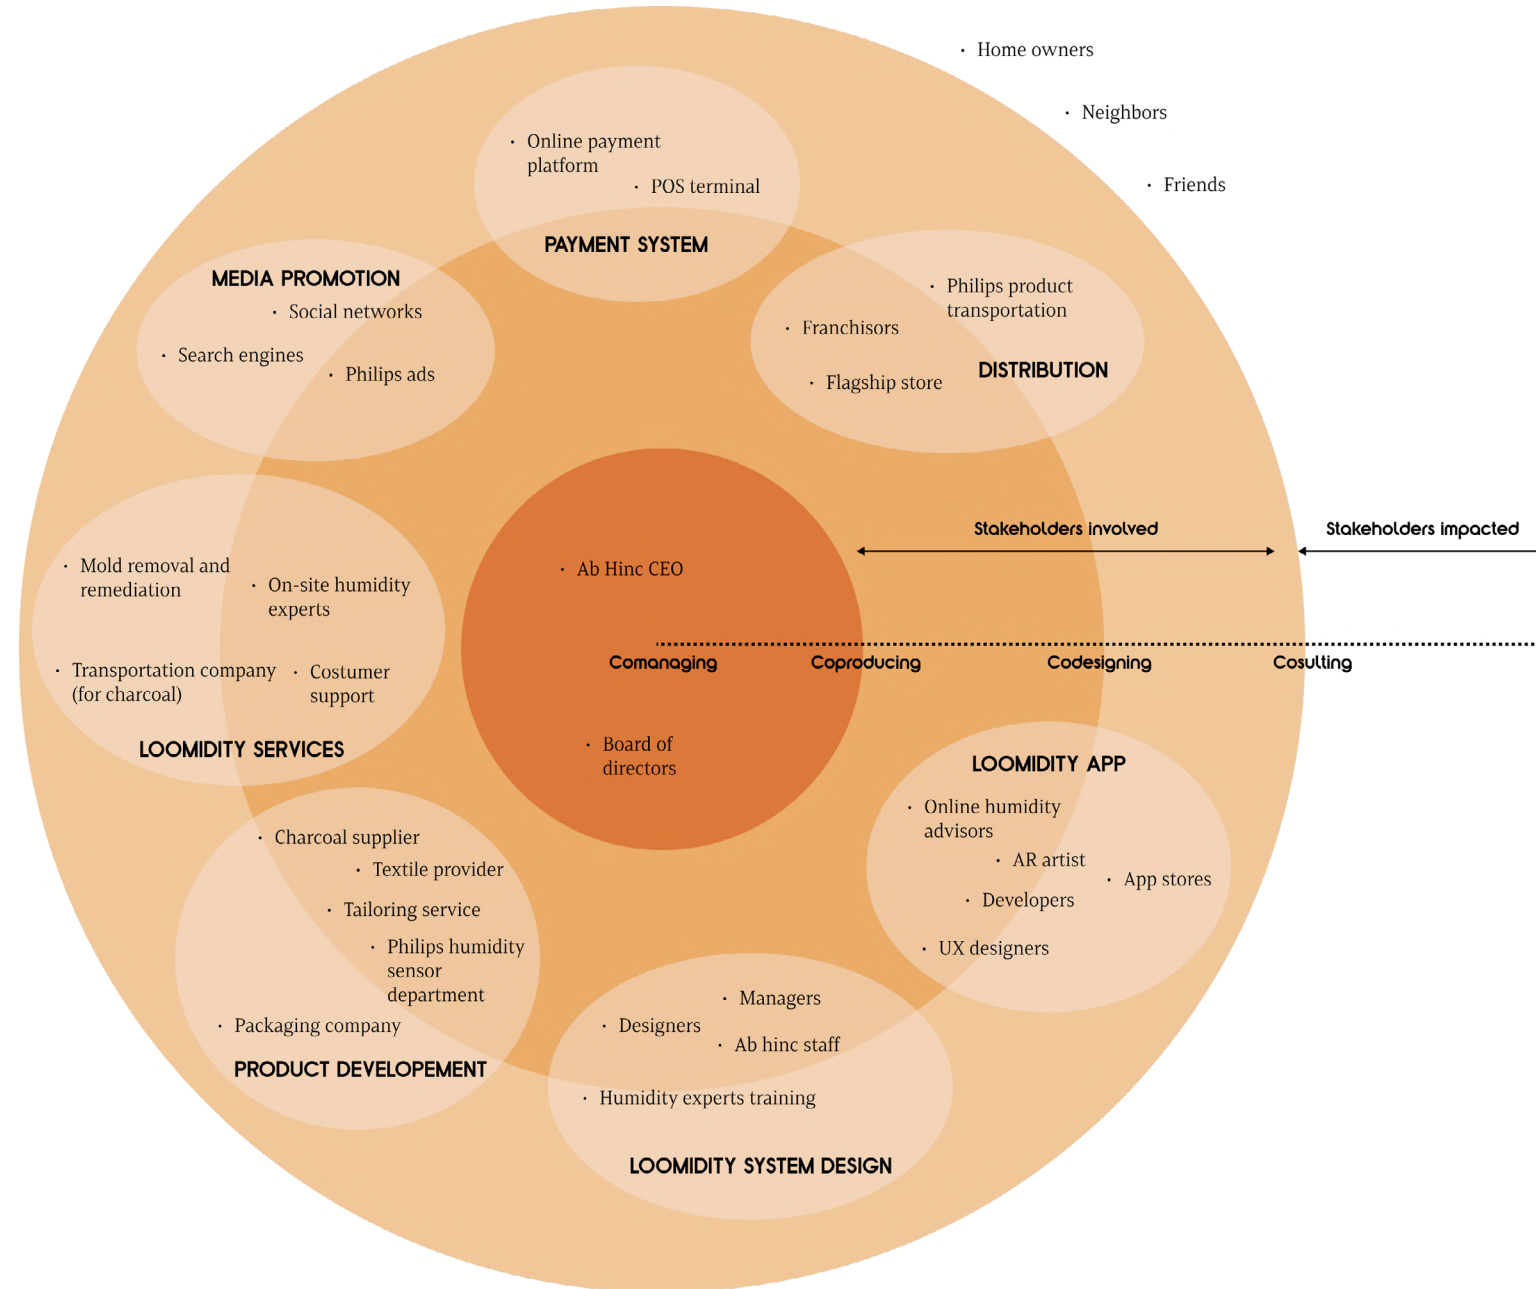 · Home owners
· Neighbors
· Friends
· Online payment
platform
· POS terminal
PAYMENT SYSTEM
MEDIA PROMOTION
· Social networks
· Search engines
· Philips ads
· Philips product
transportation
· Franchisors
DISTRIBUTION
· Flagship store
Stakeholders involved
Stakeholders impacted
· Mold removal and
remediation
· On-site humidity
experts
· Transportation company
(for charcoal)
· Costumer
support
LOOMIDITY SERVICES
· Ab Hinc CEO
Comanaging
Coproducing
Codesigning
Cosulting
· Board of
directors
LOOMIDITY APP
· Online humidity
advisors
· AR artist
· App stores
· Developers
· UX designers
· Charcoal supplier
· Textile provider
· Tailoring service
· Philips humidity
sensor
department
· Packaging company
PRODUCT DEVELOPEMENT
· Managers
· Designers
· Ab hinc staff
· Humidity experts training
LOOMIDITY SYSTEM DESIGN